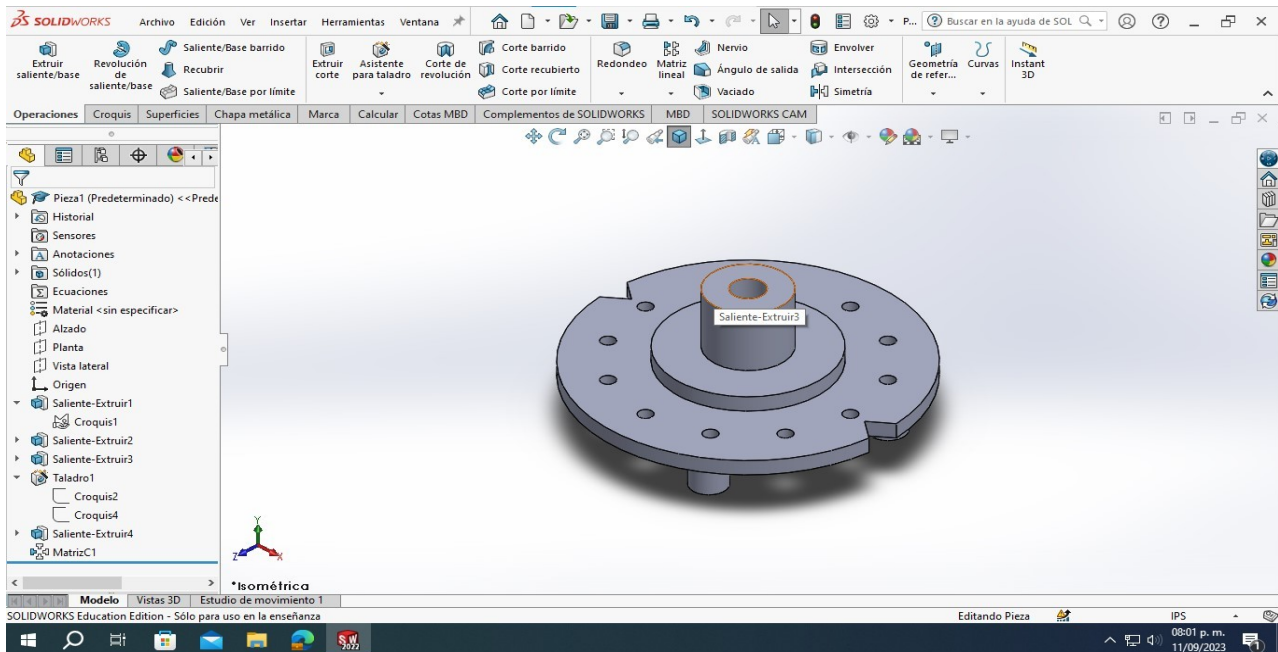 SOLIDWORKS Archivo Edición Ver Insertar Herramientas Ventana P... Buscar en la ayuda de SOL
Extruir saliente/base
Revolución de saliente/base
Saliente/Base barrido
Recubrir
Saliente/Base por límite
Extruir corte
Asistente para taladro
Corte de revolución
Corte barrido
Corte recubierto
Corte por límite
Redondeo
Matriz lineal
Nervio
Ángulo de salida
Vaciado
Envolver
Intersección
Simetría
Geometría de refer...
Curvas
Instant 3D
Operaciones Croquis Superficies Chapa metálica Marca Calcular Cotas MBD Complementos de SOLIDWORKS MBD SOLIDWORKS CAM
Pieza1 (Predeterminado) <<Prede
Historial
Sensores
Anotaciones
Sólidos(1)
Ecuaciones
Material <sin especificar>
Alzado
Planta
Vista lateral
Origen
Saliente-Extruir1
Croquis1
Saliente-Extruir2
Saliente-Extruir3
Taladro1
Croquis2
Croquis4
Saliente-Extruir4
MatrizC1
Saliente-Extruir3
Y
Z
X
*Isométrica
Modelo Vistas 3D Estudio de movimiento 1
SOLIDWORKS Education Edition - Sólo para uso en la enseñanza Editando Pieza IPS
SW
2022
08:01 p. m.
11/09/2023